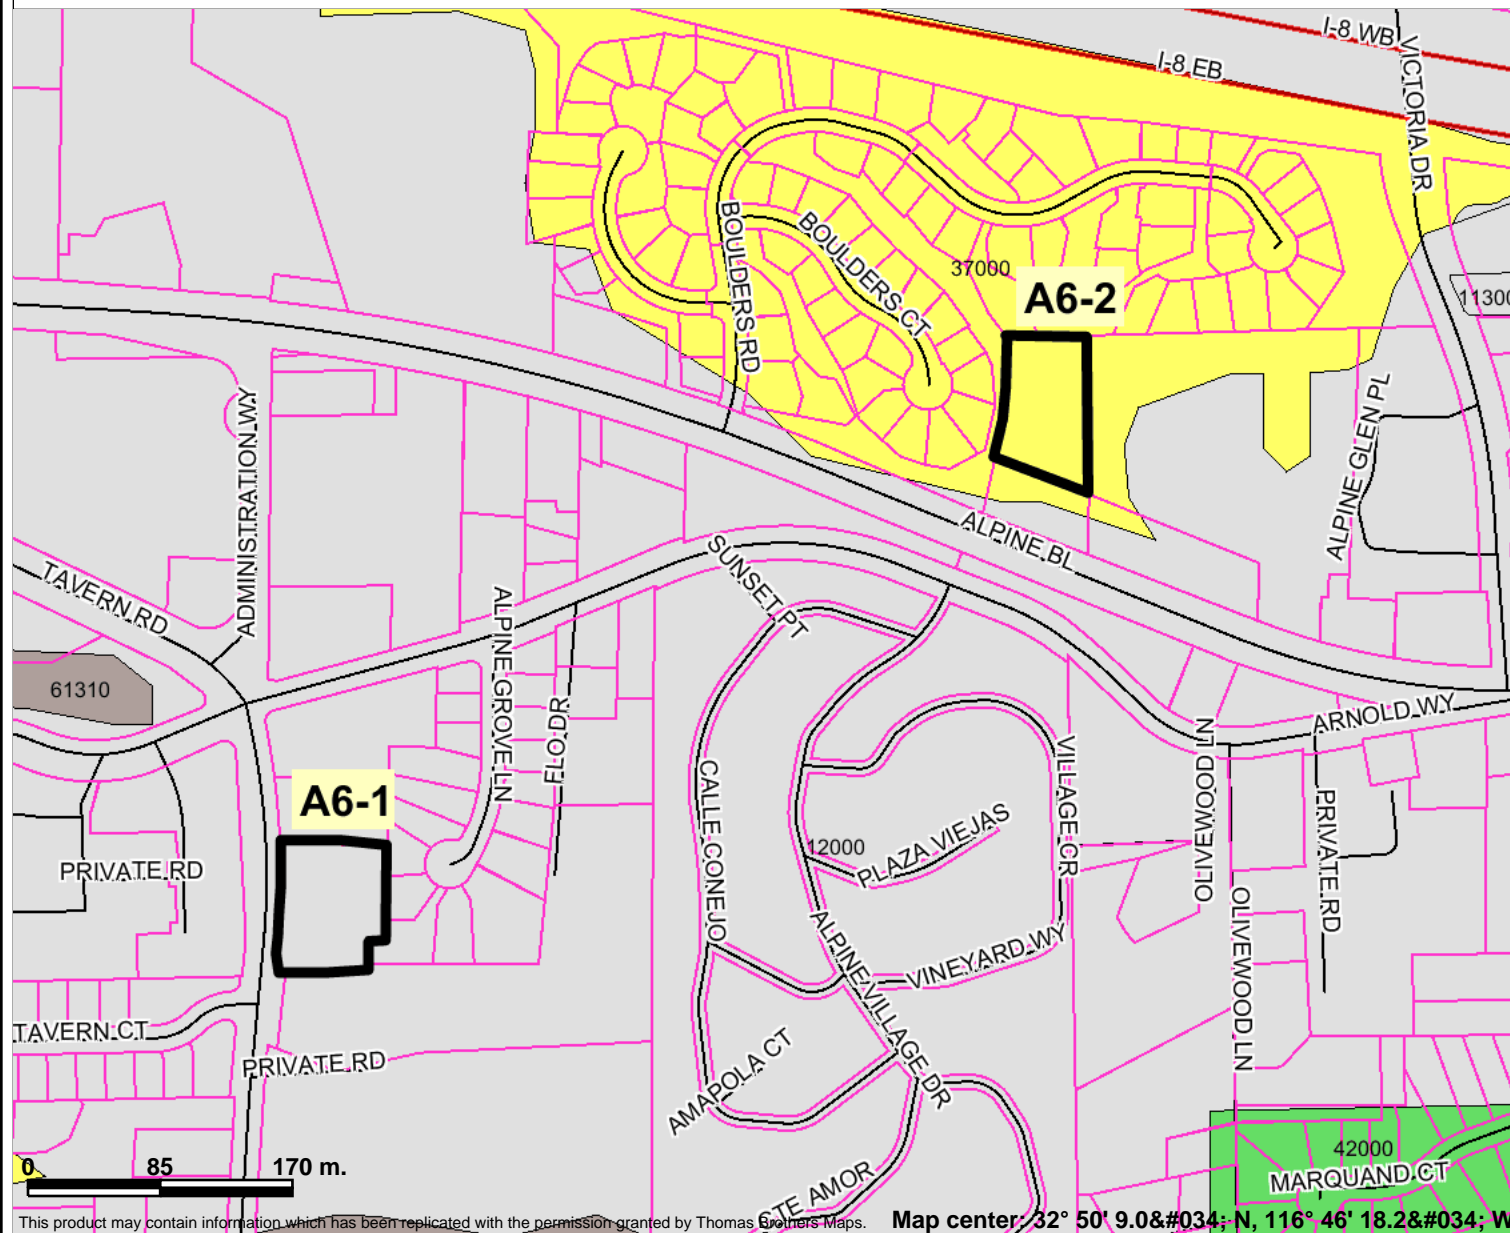 I-8 WB
I-8 EB
VICTORIA DR
BOULDERS RD
BOULDERS CT
37000
A6-2
11300
ADMINISTRATION WY
ALPINE GLEN PL
ALPINE BL
TAVERN RD
SUNSET PT
ALPINE GROVE LN
FLO DR
61310
ARNOLD WY
A6-1
CALLE CONEJO
VILLAGE CR
OLIVEWOOD LN
PRIVATE RD
12000
PLAZA VIEJAS
PRIVATE RD
OLIVEWOOD LN
ALPINE VILLAGE DR
VINEYARD WY
TAVERN CT
PRIVATE RD
AMAPOLA CT
42000
MARQUAND CT
0 85 170 m.
CTE AMOR
This product may contain information which has been replicated with the permission granted by Thomas Brothers Maps.
Map center: 32° 50' 9.0&#034; N, 116° 46' 18.2&#034; W